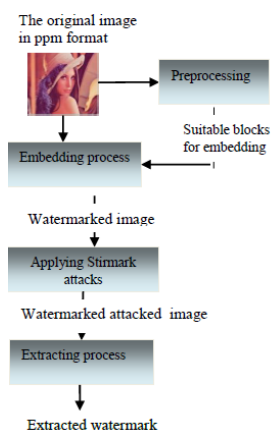 The original image
in ppm format
Preprocessing
Suitable blocks
for embedding
Embedding process
Watermarked image
Applying Stirmark
attacks
Watermarked attacked image
Extracting process
Extracted watermark